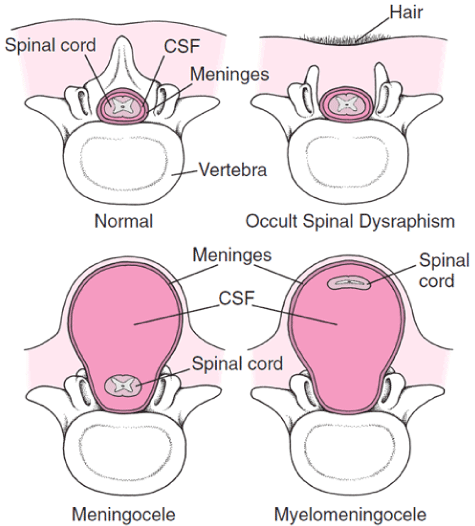 Hair
Spinal cord
CSF
Meninges
Vertebra
Normal
Occult Spinal Dysraphism
Meninges
Spinal
cord
CSF
Spinal cord
Meningocele
Myelomeningocele